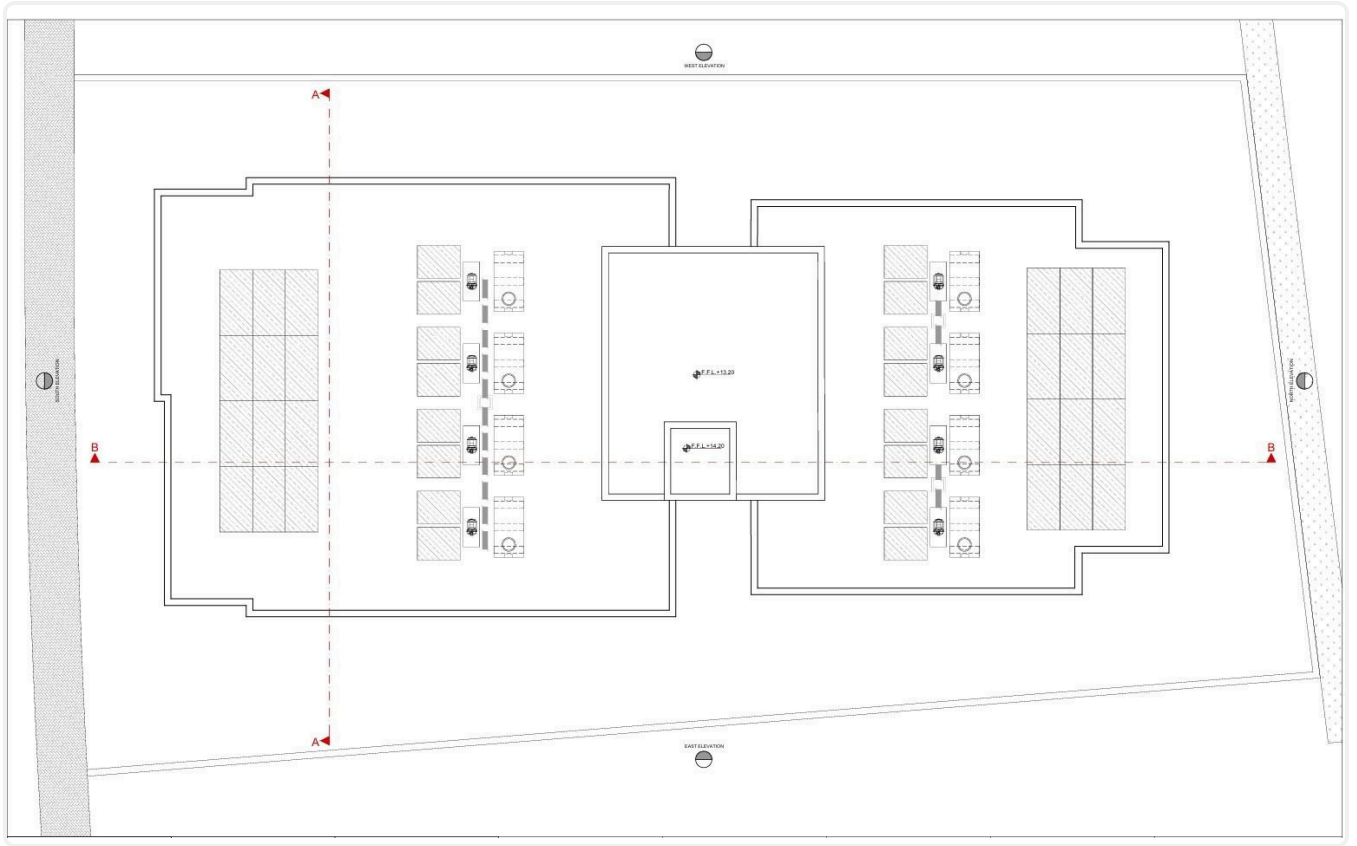 WEST ELEVATION
A
SOUTH ELEVATION
F.F.L.+13.20
NORTH ELEVATION
B
F.F.L.+14.20
B
A
EAST ELEVATION